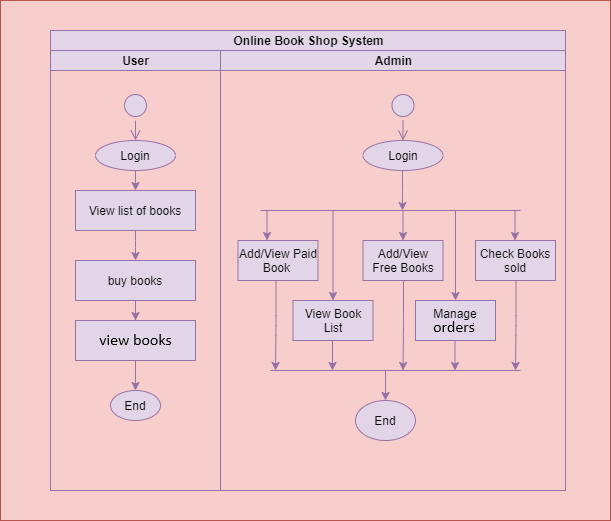 Online Book Shop System
User
Admin
Login
View list of books
buy books
view books
End
Login
Add/View Paid
Book
Add/View
Free Books
Check Books
sold
View Book
List
Manage
orders
End